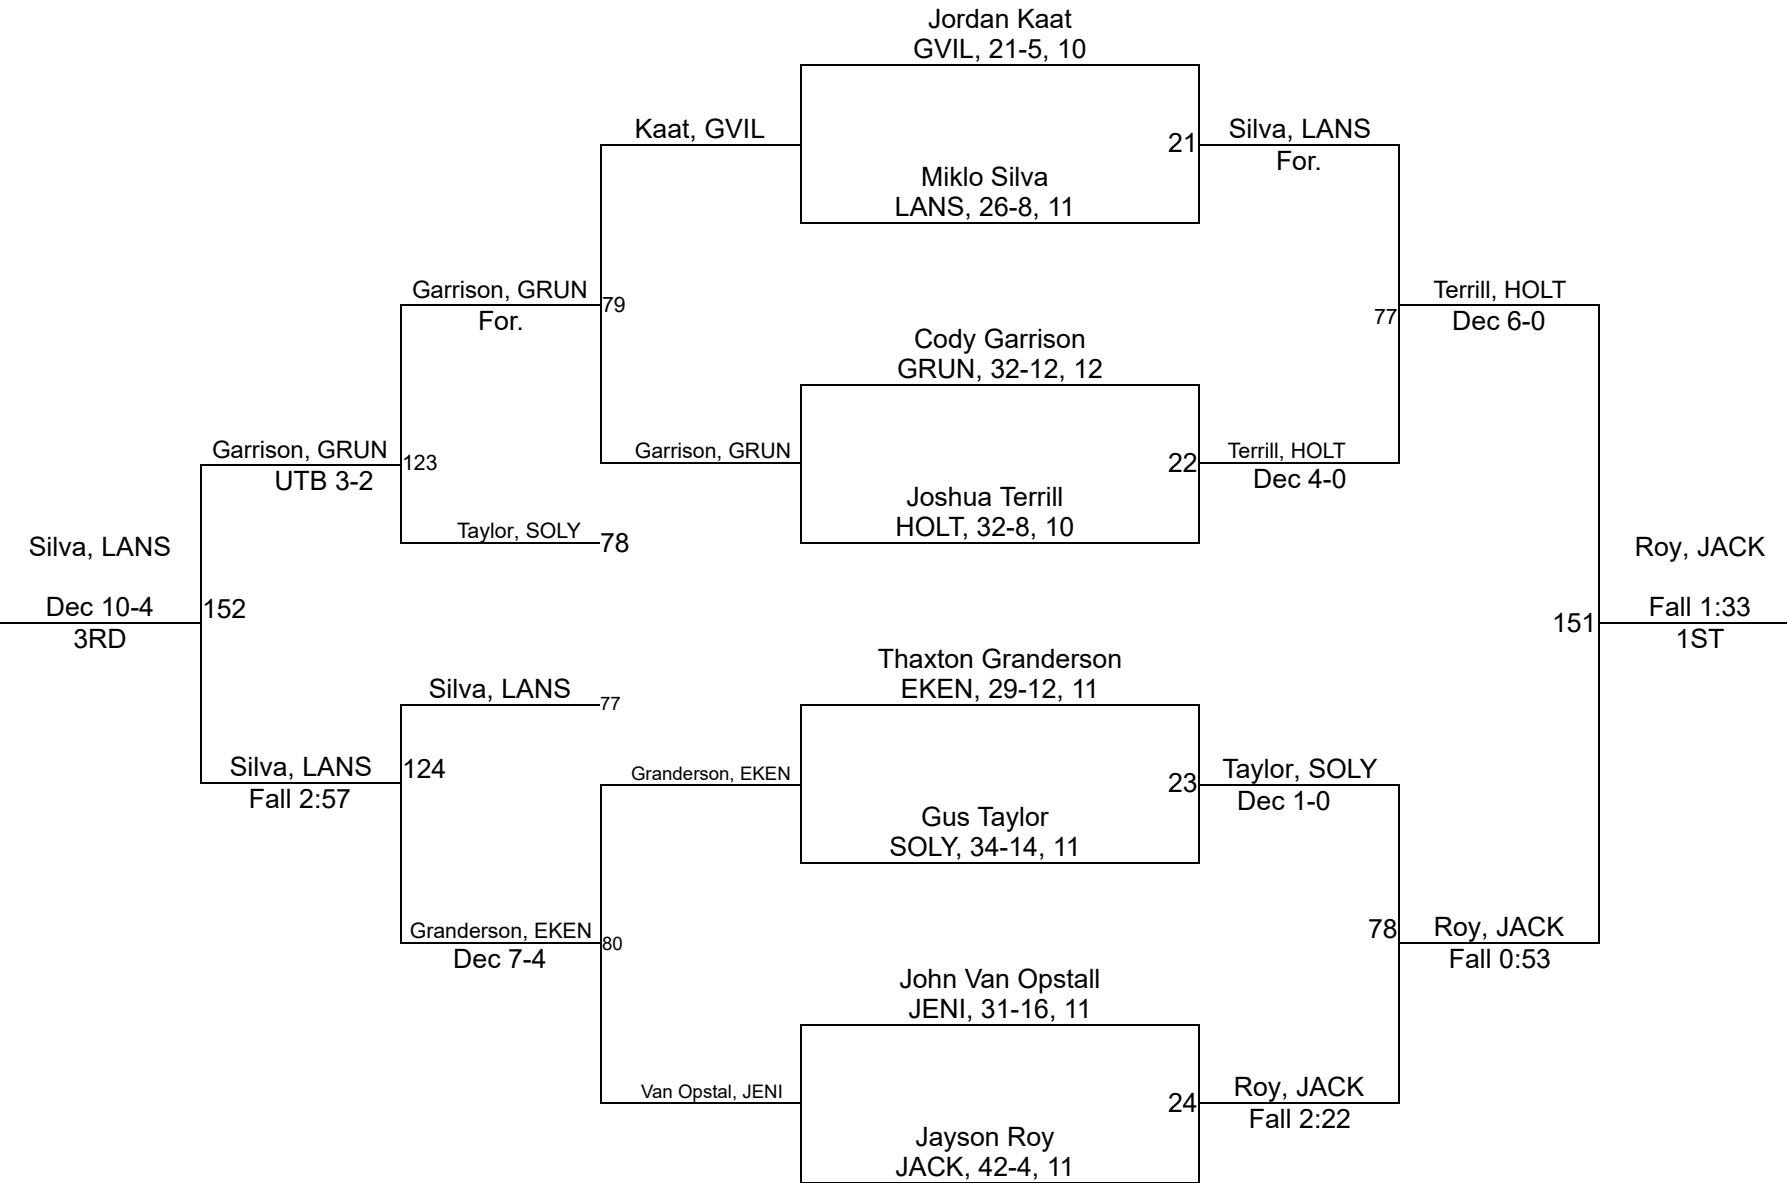 Jordan Kaat
GVIL, 21-5, 10
Kaat, GVIL
21
Silva, LANS
For.
Miklo Silva
LANS, 26-8, 11
Garrison, GRUN
For.
79
77
Terrill, HOLT
Dec 6-0
Cody Garrison
GRUN, 32-12, 12
Garrison, GRUN
UTB 3-2
123
Garrison, GRUN
22
Terrill, HOLT
Dec 4-0
Joshua Terrill
HOLT, 32-8, 10
Taylor, SOLY
78
Silva, LANS
Dec 10-4
3RD
152
Roy, JACK
151
Fall 1:33
1ST
Thaxton Granderson
EKEN, 29-12, 11
Silva, LANS
77
Silva, LANS
Fall 2:57
124
Granderson, EKEN
23
Taylor, SOLY
Dec 1-0
Gus Taylor
SOLY, 34-14, 11
Granderson, EKEN
Dec 7-4
80
78
Roy, JACK
Fall 0:53
John Van Opstall
JENI, 31-16, 11
Van Opstal, JENI
24
Roy, JACK
Fall 2:22
Jayson Roy
JACK, 42-4, 11